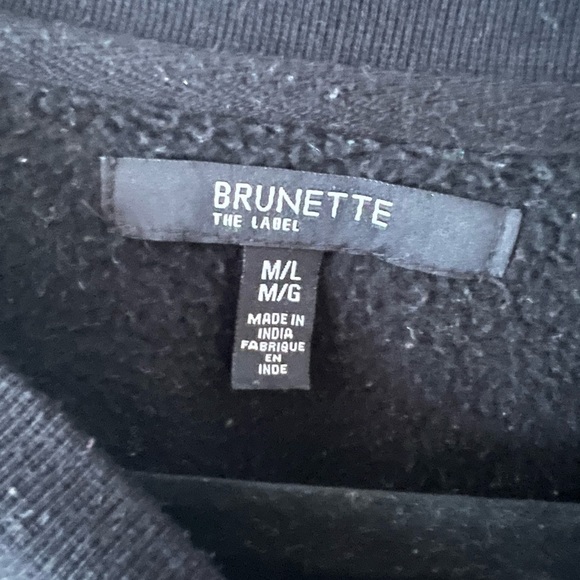 BRUNETTE
THE LABEL
M/L
M/G
MADE IN
INDIA
FABRIQUE
EN
INDE